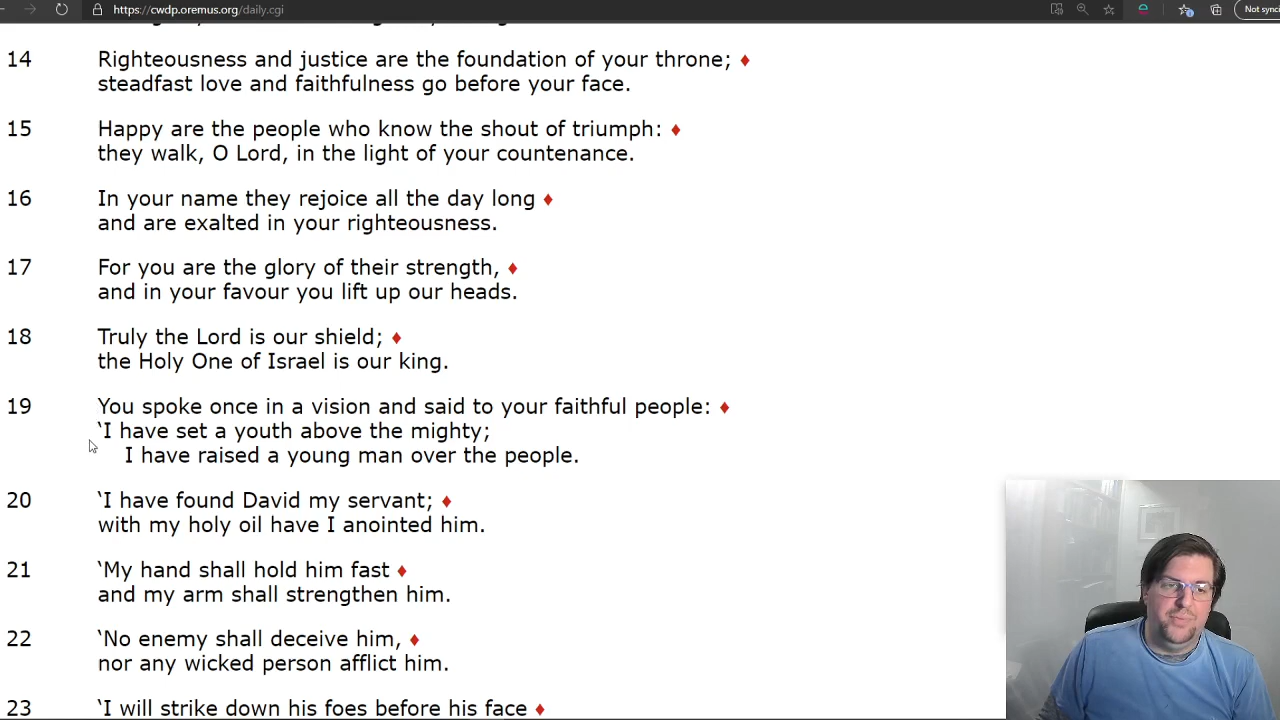 https://cwdp.oremus.org/daily.cgi
Not synci
14 Righteousness and justice are the foundation of your throne; ♦
steadfast love and faithfulness go before your face.
15 Happy are the people who know the shout of triumph: ♦
they walk, O Lord, in the light of your countenance.
16 In your name they rejoice all the day long ♦
and are exalted in your righteousness.
17 For you are the glory of their strength, ♦
and in your favour you lift up our heads.
18 Truly the Lord is our shield; ♦
the Holy One of Israel is our king.
19 You spoke once in a vision and said to your faithful people: ♦
‛I have set a youth above the mighty;
I have raised a young man over the people.
20 ‛I have found David my servant; ♦
with my holy oil have I anointed him.
21 ‛My hand shall hold him fast ♦
and my arm shall strengthen him.
22 ‛No enemy shall deceive him, ♦
nor any wicked person afflict him.
23 ‛I will strike down his foes before his face ♦